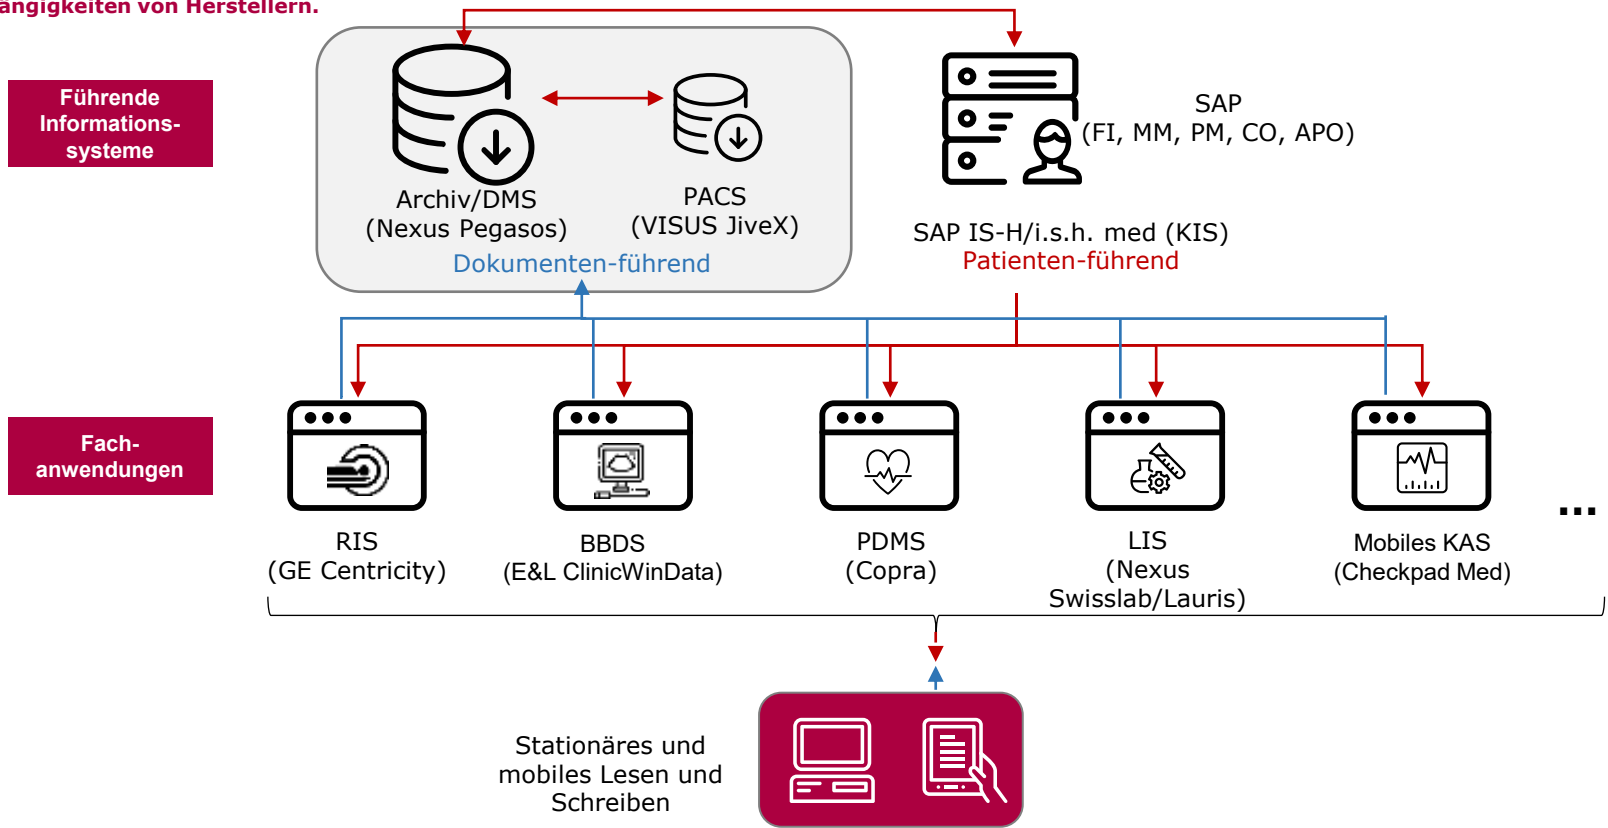 ängigkeiten von Herstellern.
Führende
Informations-
systeme
Archiv/DMS
(Nexus Pegasos)
PACS
(VISUS JiveX)
Dokumenten-führend
SAP
(FI, MM, PM, CO, APO)
SAP IS-H/i.s.h. med (KIS)
Patienten-führend
Fach-
anwendungen
RIS
(GE Centricity)
BBDS
(E&L ClinicWinData)
PDMS
(Copra)
LIS
(Nexus
Swisslab/Lauris)
Mobiles KAS
(Checkpad Med)
...
Stationäres und
mobiles Lesen und
Schreiben